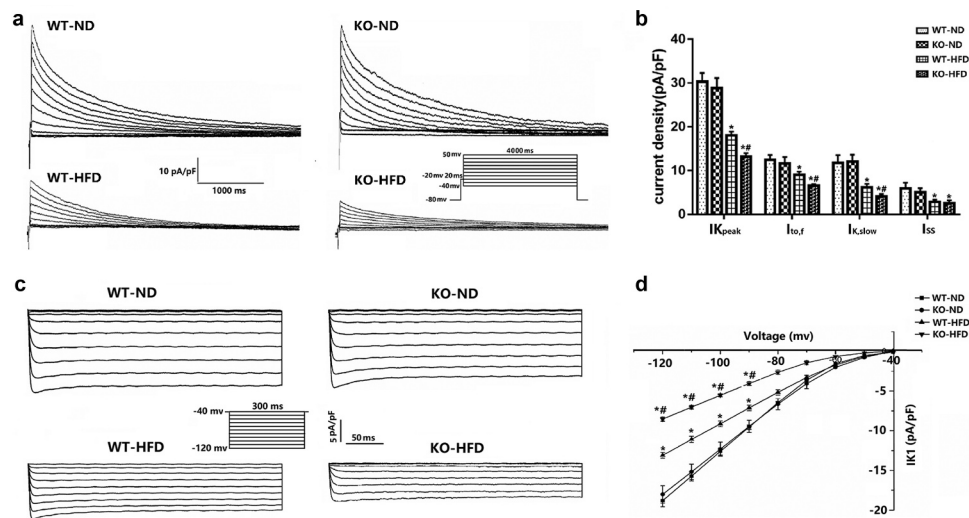 a
WT-ND
KO-ND
WT-HFD
10 pA/pF
1000 ms
50 mv
4000 ms
-20 mv 20 ms
-40 mv
-80 mv
KO-HFD
b
WT-ND
KO-ND
WT-HFD
KO-HFD
current density(pA/pF)
40
30
20
10
0
*
*#
*
*#
*
*#
*
*
IKpeak
Ito,f
IK,slow
Iss
c
WT-ND
KO-ND
-40 mv
300 ms
-120 mv
5 pA/pF
50 ms
WT-HFD
KO-HFD
d
WT-ND
KO-ND
WT-HFD
KO-HFD
Voltage (mv)
-120
-100
-80
-40
*#
*#
*#
*#
*
*
*
*
-5
-10
-15
-20
IK1 (pA/pF)